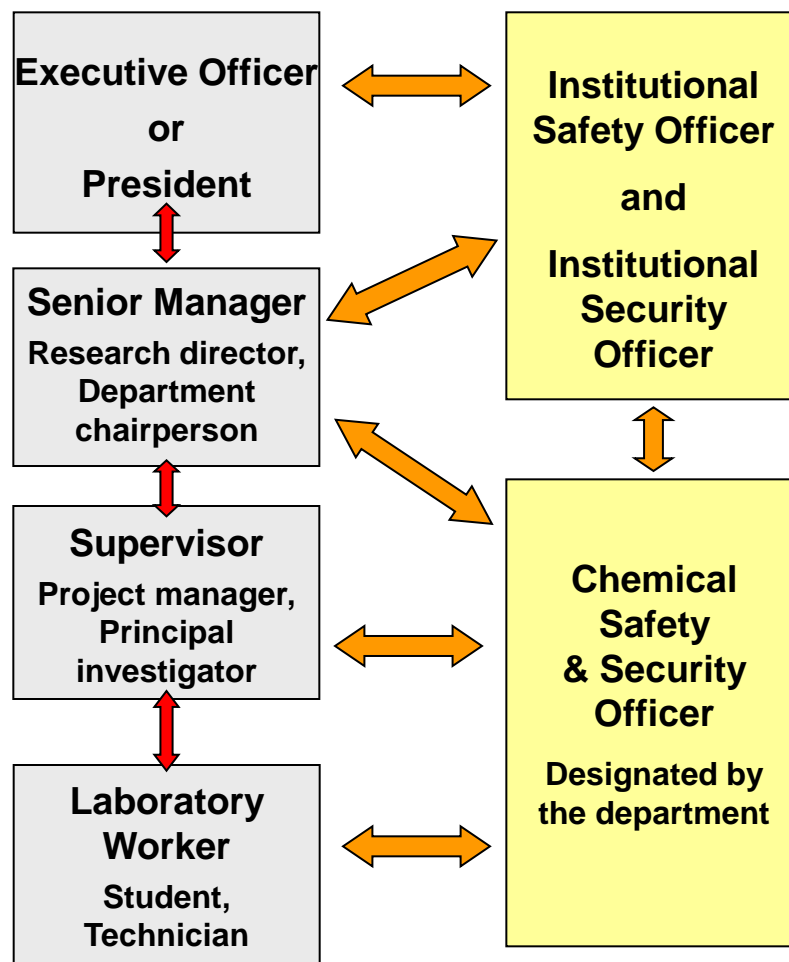 Executive Officer
or
President
Institutional
Safety Officer
and
Institutional
Security
Officer
Senior Manager
Research director,
Department
chairperson
Supervisor
Project manager,
Principal
investigator
Chemical
Safety
& Security
Officer
Designated by
the department
Laboratory
Worker
Student,
Technician